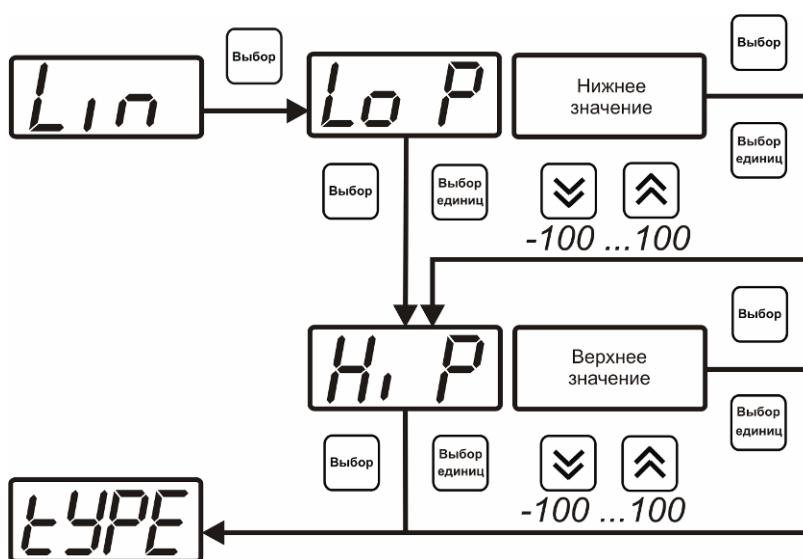 Выбор
Выбор
Lin
Lo P
Нижнее
значение
Выбор
единиц
Выбор
Выбор
единиц
-100 ...100
Выбор
Hi P
Верхнее
значение
Выбор
единиц
Выбор
Выбор
единиц
-100 ...100
tYPE